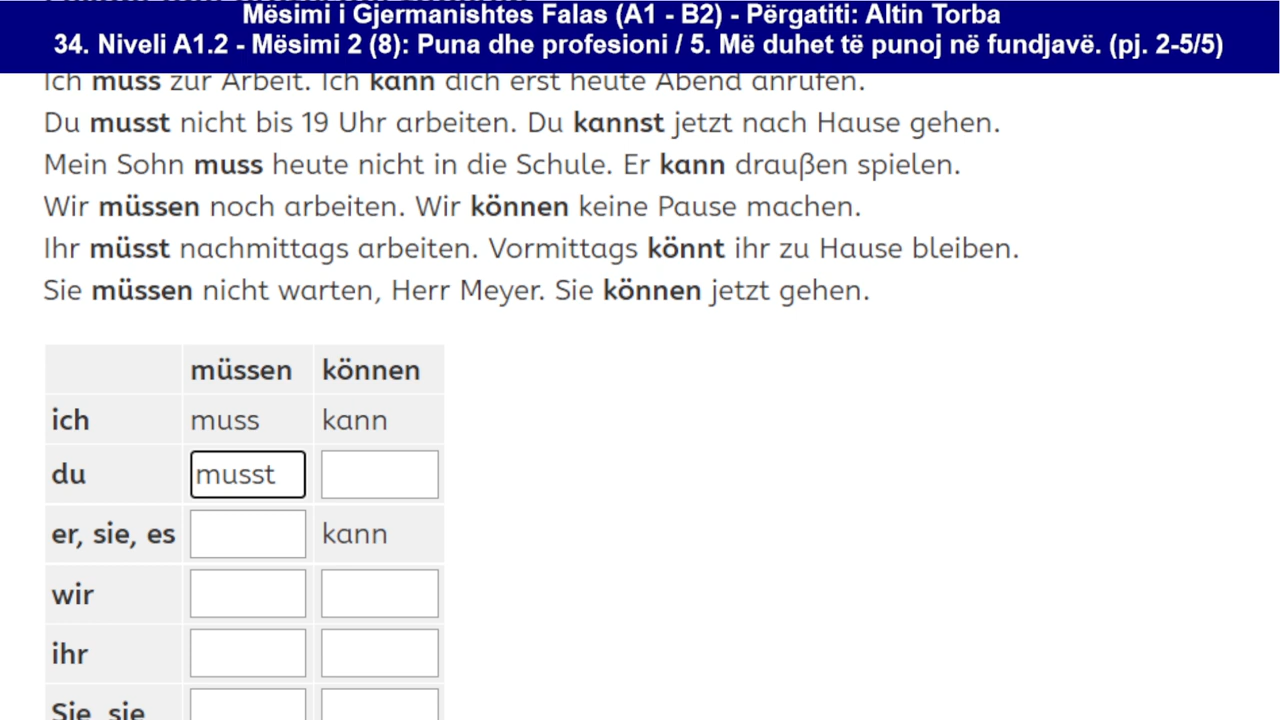 Mësimi i Gjermanishtes Falas (A1 - B2) - Përgatiti: Altin Torba
34. Niveli A1.2 - Mësimi 2 (8): Puna dhe profesioni / 5. Më duhet të punoj në fundjavë. (pj. 2-5/5)
Ich muss zur Arbeit. Ich kann dich erst heute Abend anrufen.
Du musst nicht bis 19 Uhr arbeiten. Du kannst jetzt nach Hause gehen.
Mein Sohn muss heute nicht in die Schule. Er kann draußen spielen.
Wir müssen noch arbeiten. Wir können keine Pause machen.
Ihr müsst nachmittags arbeiten. Vormittags könnt ihr zu Hause bleiben.
Sie müssen nicht warten, Herr Meyer. Sie können jetzt gehen.
müssen können
ich muss kann
du musst
er, sie, es kann
wir
ihr
Sie, sie